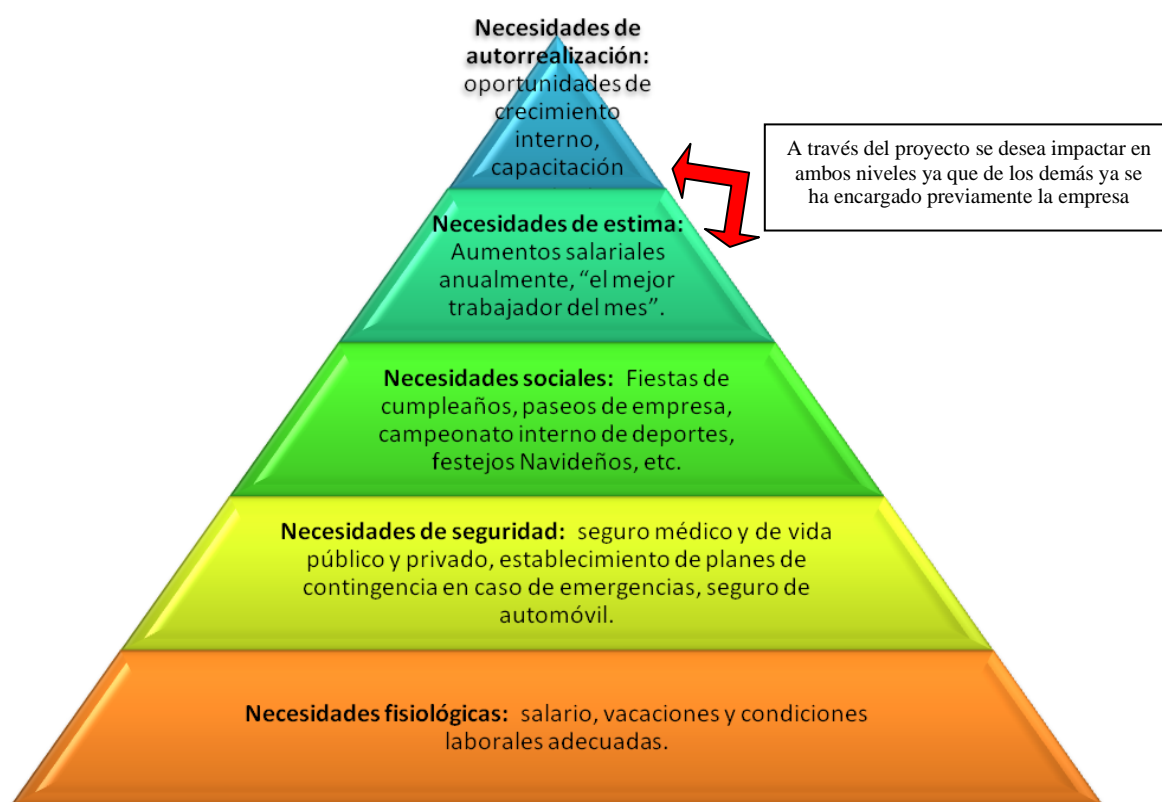 Necesidades de
autorrealización:
oportunidades de
crecimiento
interno,
capacitación
A través del proyecto se desea impactar en
ambos niveles ya que de los demás ya se
ha encargado previamente la empresa
Necesidades de estima:
Aumentos salariales
anualmente, “el mejor
trabajador del mes”.
Necesidades sociales: Fiestas de
cumpleaños, paseos de empresa,
campeonato interno de deportes,
festejos Navideños, etc.
Necesidades de seguridad: seguro médico y de vida
público y privado, establecimiento de planes de
contingencia en caso de emergencias, seguro de
automóvil.
Necesidades fisiológicas: salario, vacaciones y condiciones
laborales adecuadas.